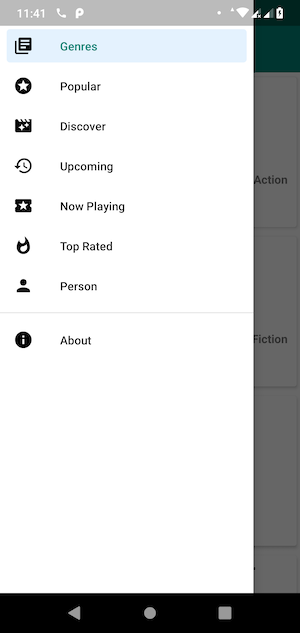 11:41
Genres
Popular
Discover
Action
Upcoming
Now Playing
Top Rated
Person
Fiction
About